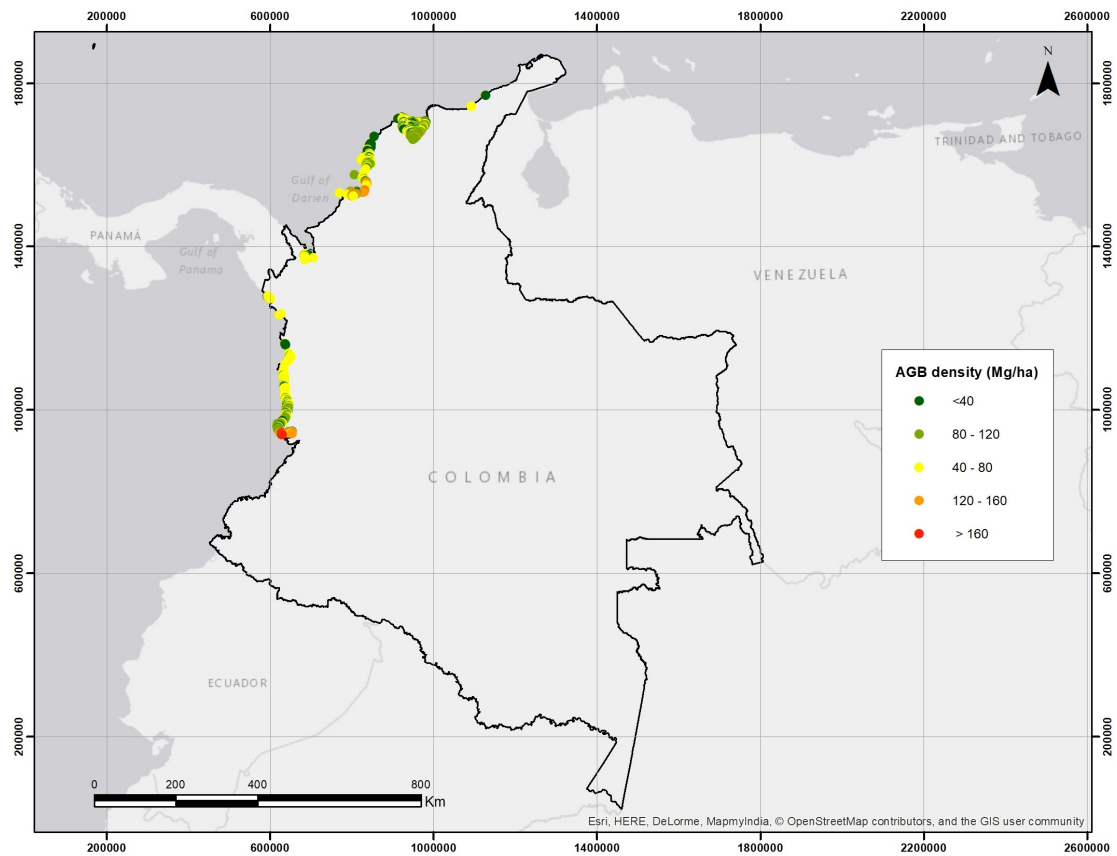 200000 600000 1000000 1400000 1800000 2200000 2600000
N
1800000 1800000
TRINIDAD AND TOBAGO
Gulf of
Darien
PANAMÁ
Gulf of
Panama
1400000 1400000
VENEZUELA
AGB density (Mg/ha)
<40
80 - 120
40 - 80
120 - 160
> 160
1000000 1000000
COLOMBIA
600000 600000
ECUADOR
200000 200000
0 200 400 800
Km
Esri, HERE, DeLorme, MapmyIndia, © OpenStreetMap contributors, and the GIS user community
200000 600000 1000000 1400000 1800000 2200000 2600000